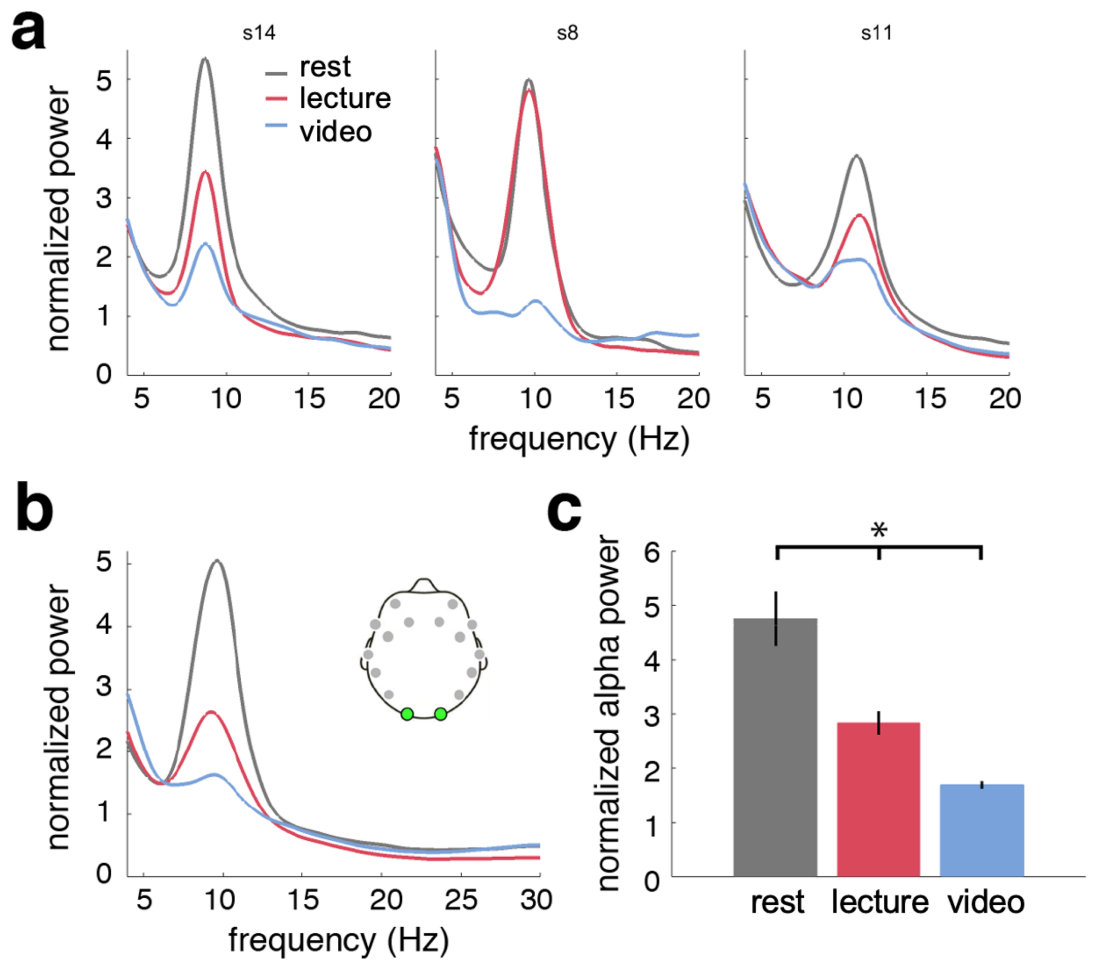 a
s14
s8
s11
rest
lecture
video
normalized power
5
4
3
2
1
0
5 10 15 20
5 10 15 20
5 10 15 20
frequency (Hz)
b
normalized power
5
4
3
2
1
0
5 10 15 20 25 30
frequency (Hz)
c
*
normalized alpha power
6
5
4
3
2
1
0
rest lecture video